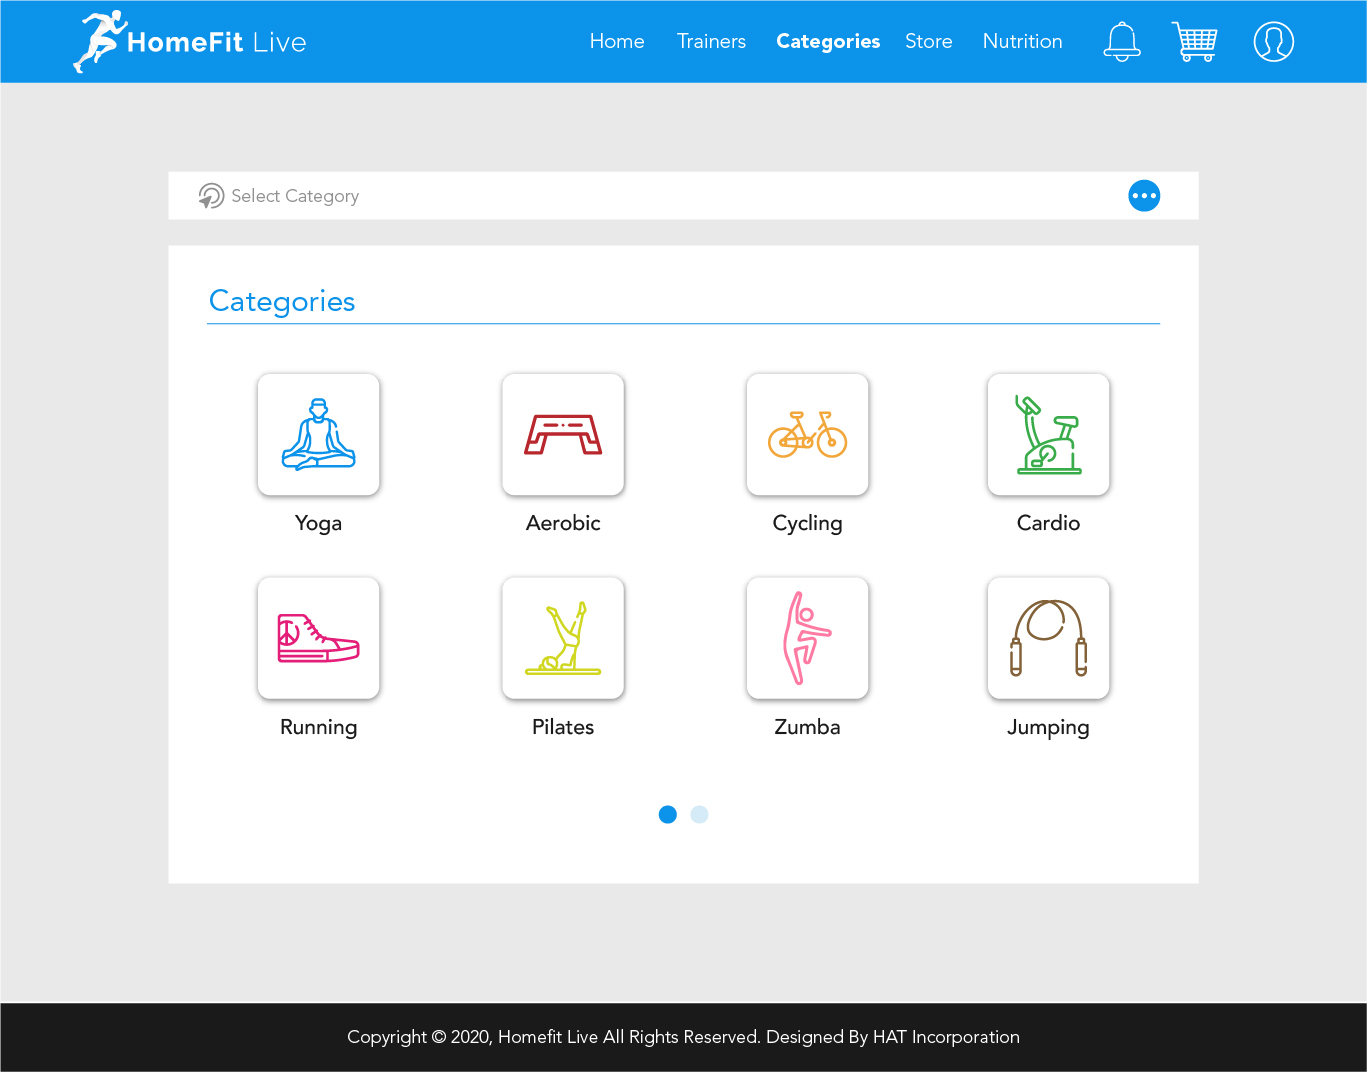 HomeFit Live
Home Trainers Categories Store Nutrition
Select Category
Categories
Yoga Aerobic Cycling Cardio
Running Pilates Zumba Jumping
Copyright © 2020, Homefit Live All Rights Reserved. Designed By HAT Incorporation